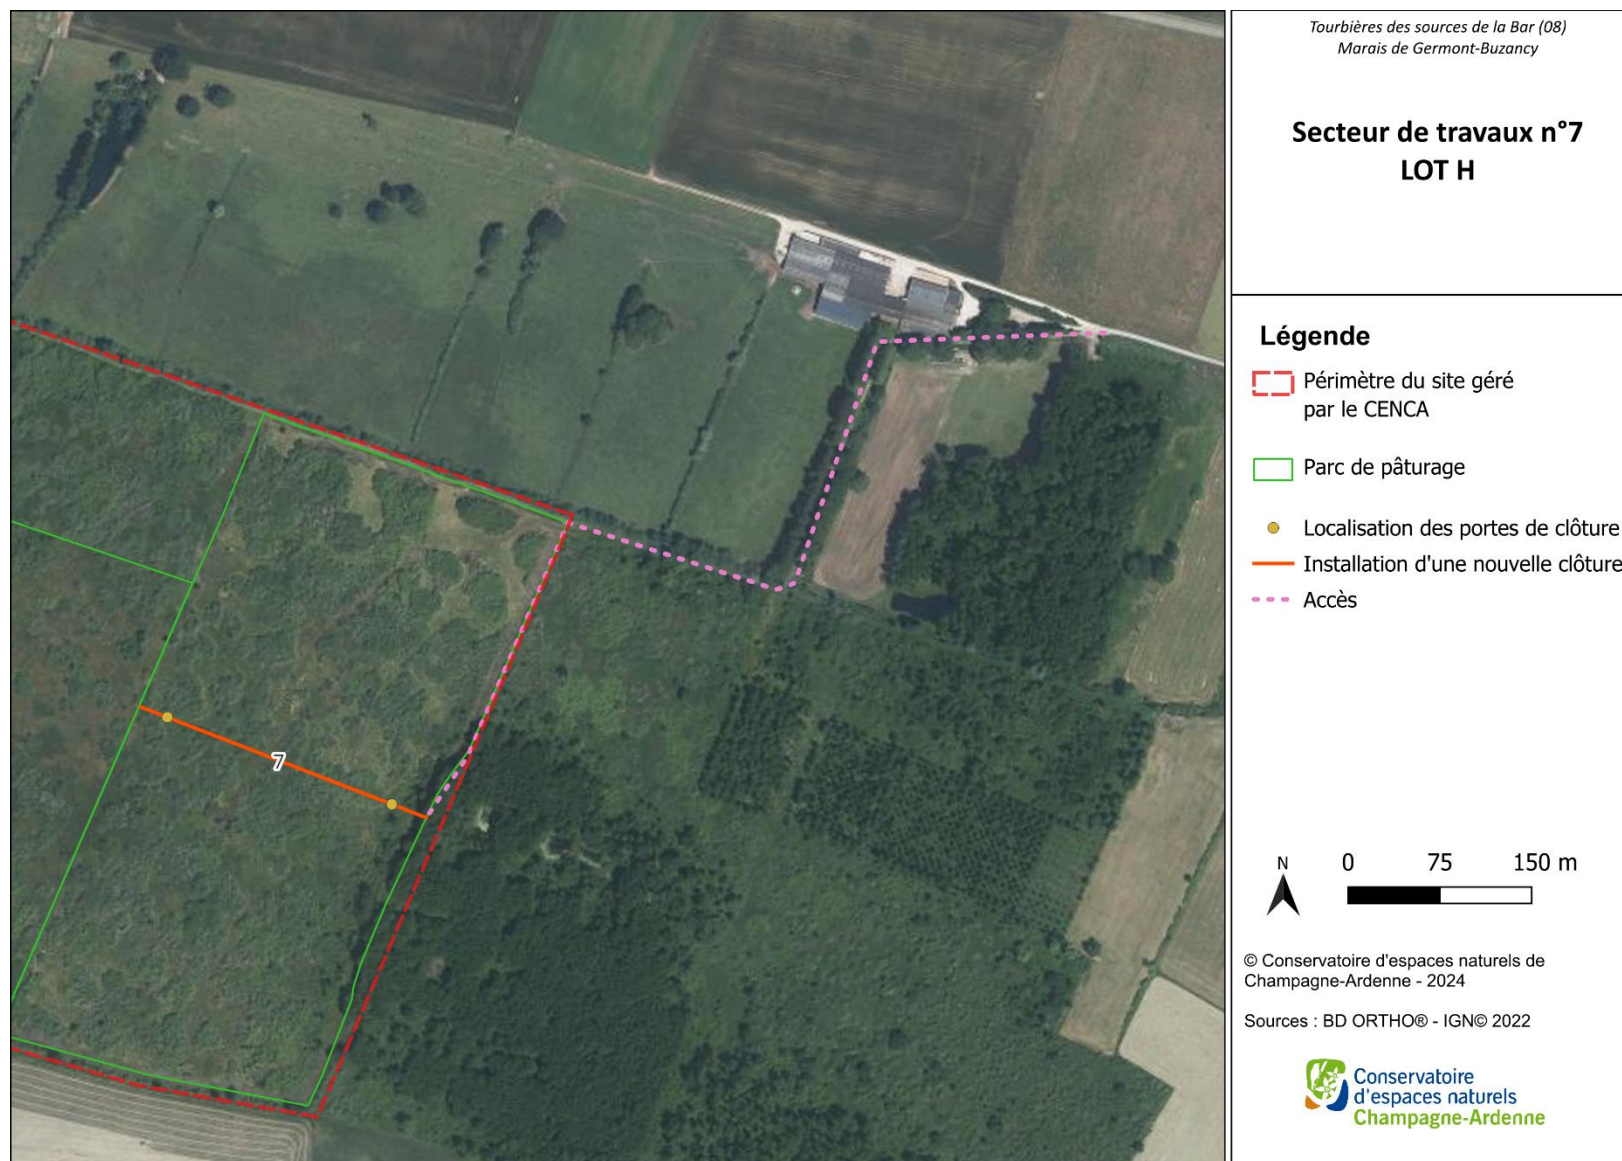 Tourbières des sources de la Bar (08)
Marais de Germont-Buzancy
Secteur de travaux n°7
LOT H
Légende
Périmètre du site géré
par le CENCA
Parc de pâturage
Localisation des portes de clôture
Installation d'une nouvelle clôture
Accès
7
N
0 75 150 m
© Conservatoire d'espaces naturels de
Champagne-Ardenne - 2024
Sources : BD ORTHO® - IGN© 2022
Conservatoire
d'espaces naturels
Champagne-Ardenne